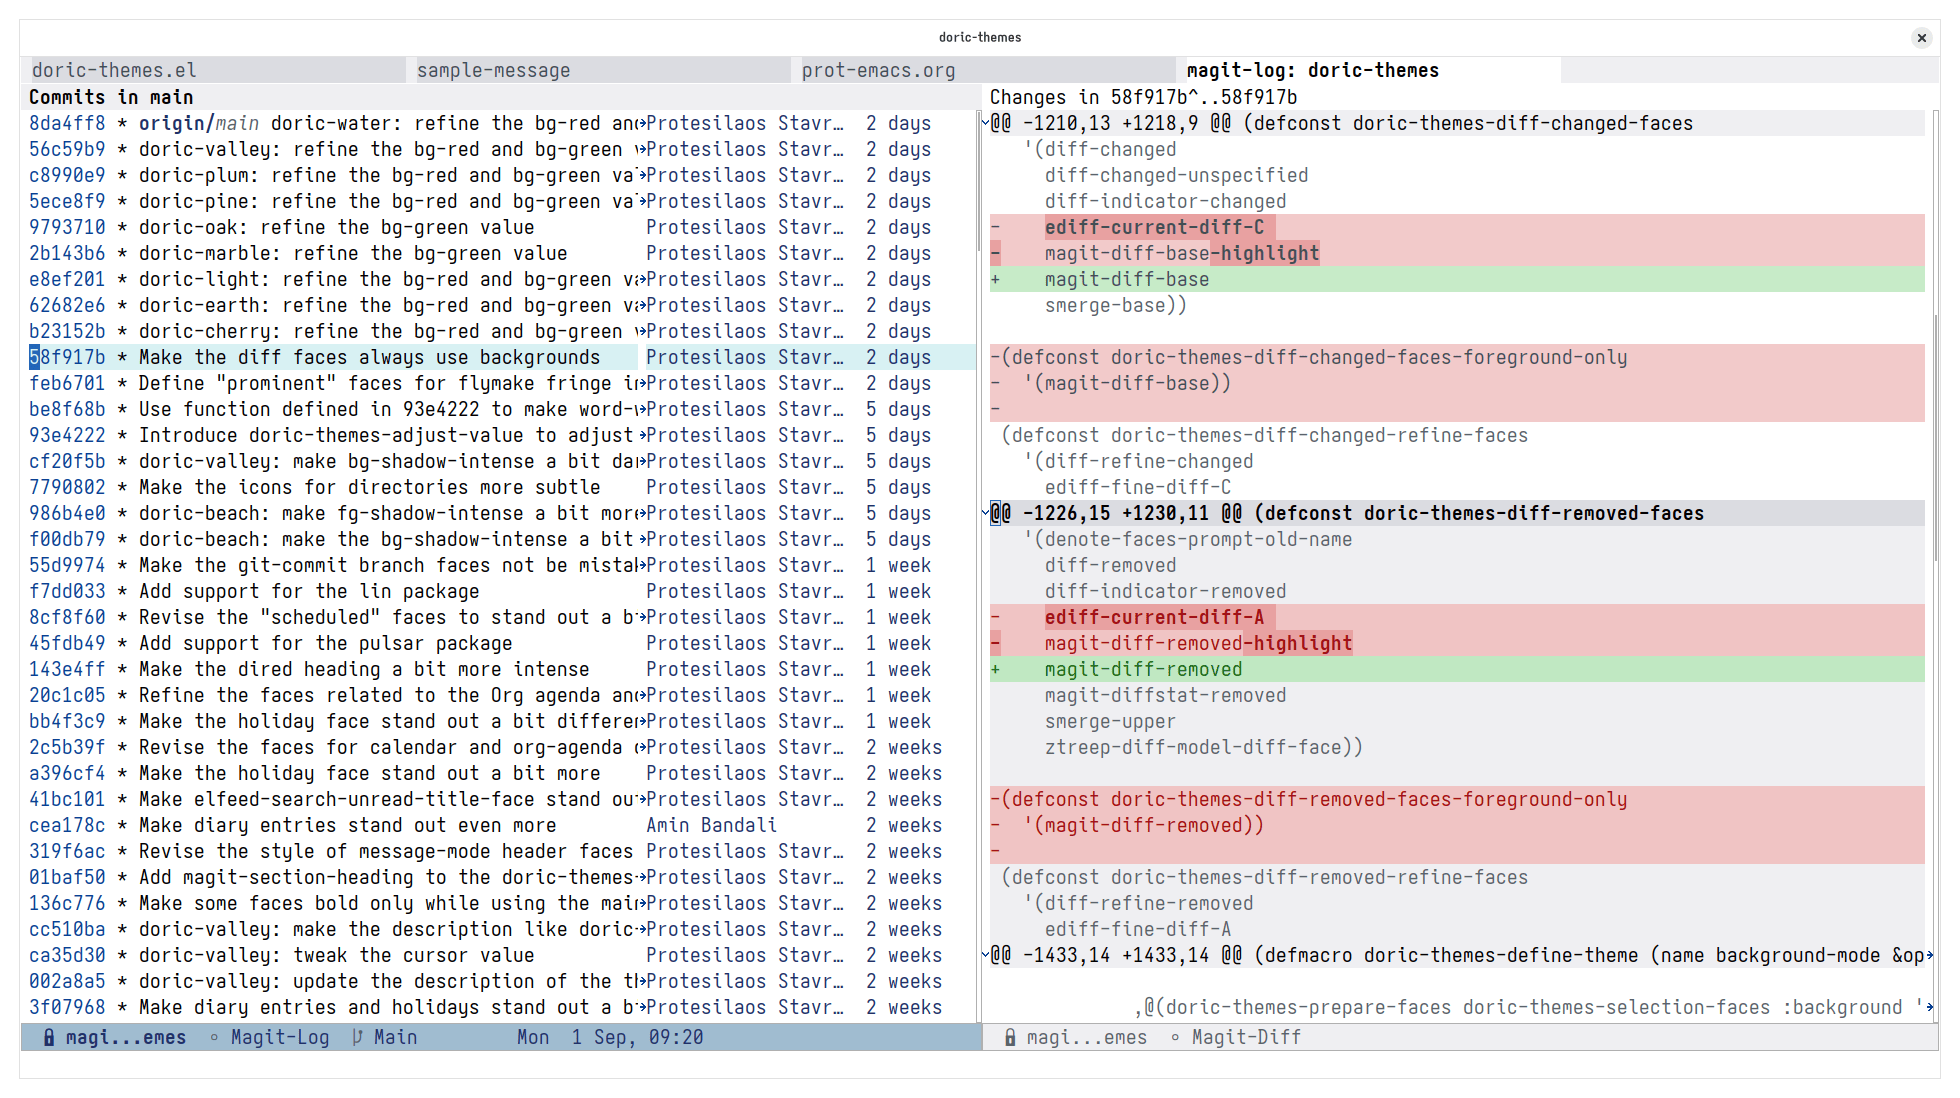 doric-themes
doric-themes.el sample-message prot-emacs.org magit-log: doric-themes
Commits in main
8da4ff8 * origin/main doric-water: refine the bg-red an Protesilaos Stavr… 2 days
56c59b9 * doric-valley: refine the bg-red and bg-green Protesilaos Stavr… 2 days
c8990e9 * doric-plum: refine the bg-red and bg-green va Protesilaos Stavr… 2 days
5ece8f9 * doric-pine: refine the bg-red and bg-green va Protesilaos Stavr… 2 days
9793710 * doric-oak: refine the bg-green value Protesilaos Stavr… 2 days
2b143b6 * doric-marble: refine the bg-green value Protesilaos Stavr… 2 days
e8ef201 * doric-light: refine the bg-red and bg-green v Protesilaos Stavr… 2 days
62682e6 * doric-earth: refine the bg-red and bg-green v Protesilaos Stavr… 2 days
b23152b * doric-cherry: refine the bg-red and bg-green Protesilaos Stavr… 2 days
58f917b * Make the diff faces always use backgrounds Protesilaos Stavr… 2 days
feb6701 * Define "prominent" faces for flymake fringe i Protesilaos Stavr… 2 days
be8f68b * Use function defined in 93e4222 to make word- Protesilaos Stavr… 5 days
93e4222 * Introduce doric-themes-adjust-value to adjust Protesilaos Stavr… 5 days
cf20f5b * doric-valley: make bg-shadow-intense a bit da Protesilaos Stavr… 5 days
7790802 * Make the icons for directories more subtle Protesilaos Stavr… 5 days
986b4e0 * doric-beach: make fg-shadow-intense a bit more Protesilaos Stavr… 5 days
f00db79 * doric-beach: make the bg-shadow-intense a bit Protesilaos Stavr… 5 days
55d9974 * Make the git-commit branch faces not be mista Protesilaos Stavr… 1 week
f7dd033 * Add support for the lin package Protesilaos Stavr… 1 week
8cf8f60 * Revise the "scheduled" faces to stand out a b Protesilaos Stavr… 1 week
45fdb49 * Add support for the pulsar package Protesilaos Stavr… 1 week
143e4ff * Make the dired heading a bit more intense Protesilaos Stavr… 1 week
20c1c05 * Refine the faces related to the Org agenda an Protesilaos Stavr… 1 week
bb4f3c9 * Make the holiday face stand out a bit differe Protesilaos Stavr… 1 week
2c5b39f * Revise the faces for calendar and org-agenda Protesilaos Stavr… 2 weeks
a396cf4 * Make the holiday face stand out a bit more Protesilaos Stavr… 2 weeks
41bc101 * Make elfeed-search-unread-title-face stand ou Protesilaos Stavr… 2 weeks
cea178c * Make diary entries stand out even more Amin Bandali 2 weeks
319f6ac * Revise the style of message-mode header faces Protesilaos Stavr… 2 weeks
01baf50 * Add magit-section-heading to the doric-themes- Protesilaos Stavr… 2 weeks
136c776 * Make some faces bold only while using the mai Protesilaos Stavr… 2 weeks
cc510ba * doric-valley: make the description like doric- Protesilaos Stavr… 2 weeks
ca35d30 * doric-valley: tweak the cursor value Protesilaos Stavr… 2 weeks
002a8a5 * doric-valley: update the description of the t Protesilaos Stavr… 2 weeks
3f07968 * Make diary entries and holidays stand out a b Protesilaos Stavr… 2 weeks
magi...emes ◦ Magit-Log Main Mon 1 Sep, 09:20
Changes in 58f917b^..58f917b
@@ -1210,13 +1218,9 @@ (defconst doric-themes-diff-changed-faces
'(diff-changed
diff-changed-unspecified
diff-indicator-changed
- ediff-current-diff-C
- magit-diff-base-highlight
+ magit-diff-base
smerge-base))
-(defconst doric-themes-diff-changed-faces-foreground-only
- '(magit-diff-base))
-
(defconst doric-themes-diff-changed-refine-faces
'(diff-refine-changed
ediff-fine-diff-C
@@ -1226,15 +1230,11 @@ (defconst doric-themes-diff-removed-faces
'(denote-faces-prompt-old-name
diff-removed
diff-indicator-removed
- ediff-current-diff-A
- magit-diff-removed-highlight
+ magit-diff-removed
magit-diffstat-removed
smerge-upper
ztreep-diff-model-diff-face))
-(defconst doric-themes-diff-removed-faces-foreground-only
- '(magit-diff-removed))
-
(defconst doric-themes-diff-removed-refine-faces
'(diff-refine-removed
ediff-fine-diff-A
@@ -1433,14 +1433,14 @@ (defmacro doric-themes-define-theme (name background-mode &op
,@(doric-themes-prepare-faces doric-themes-selection-faces :background '
magi...emes ◦ Magit-Diff